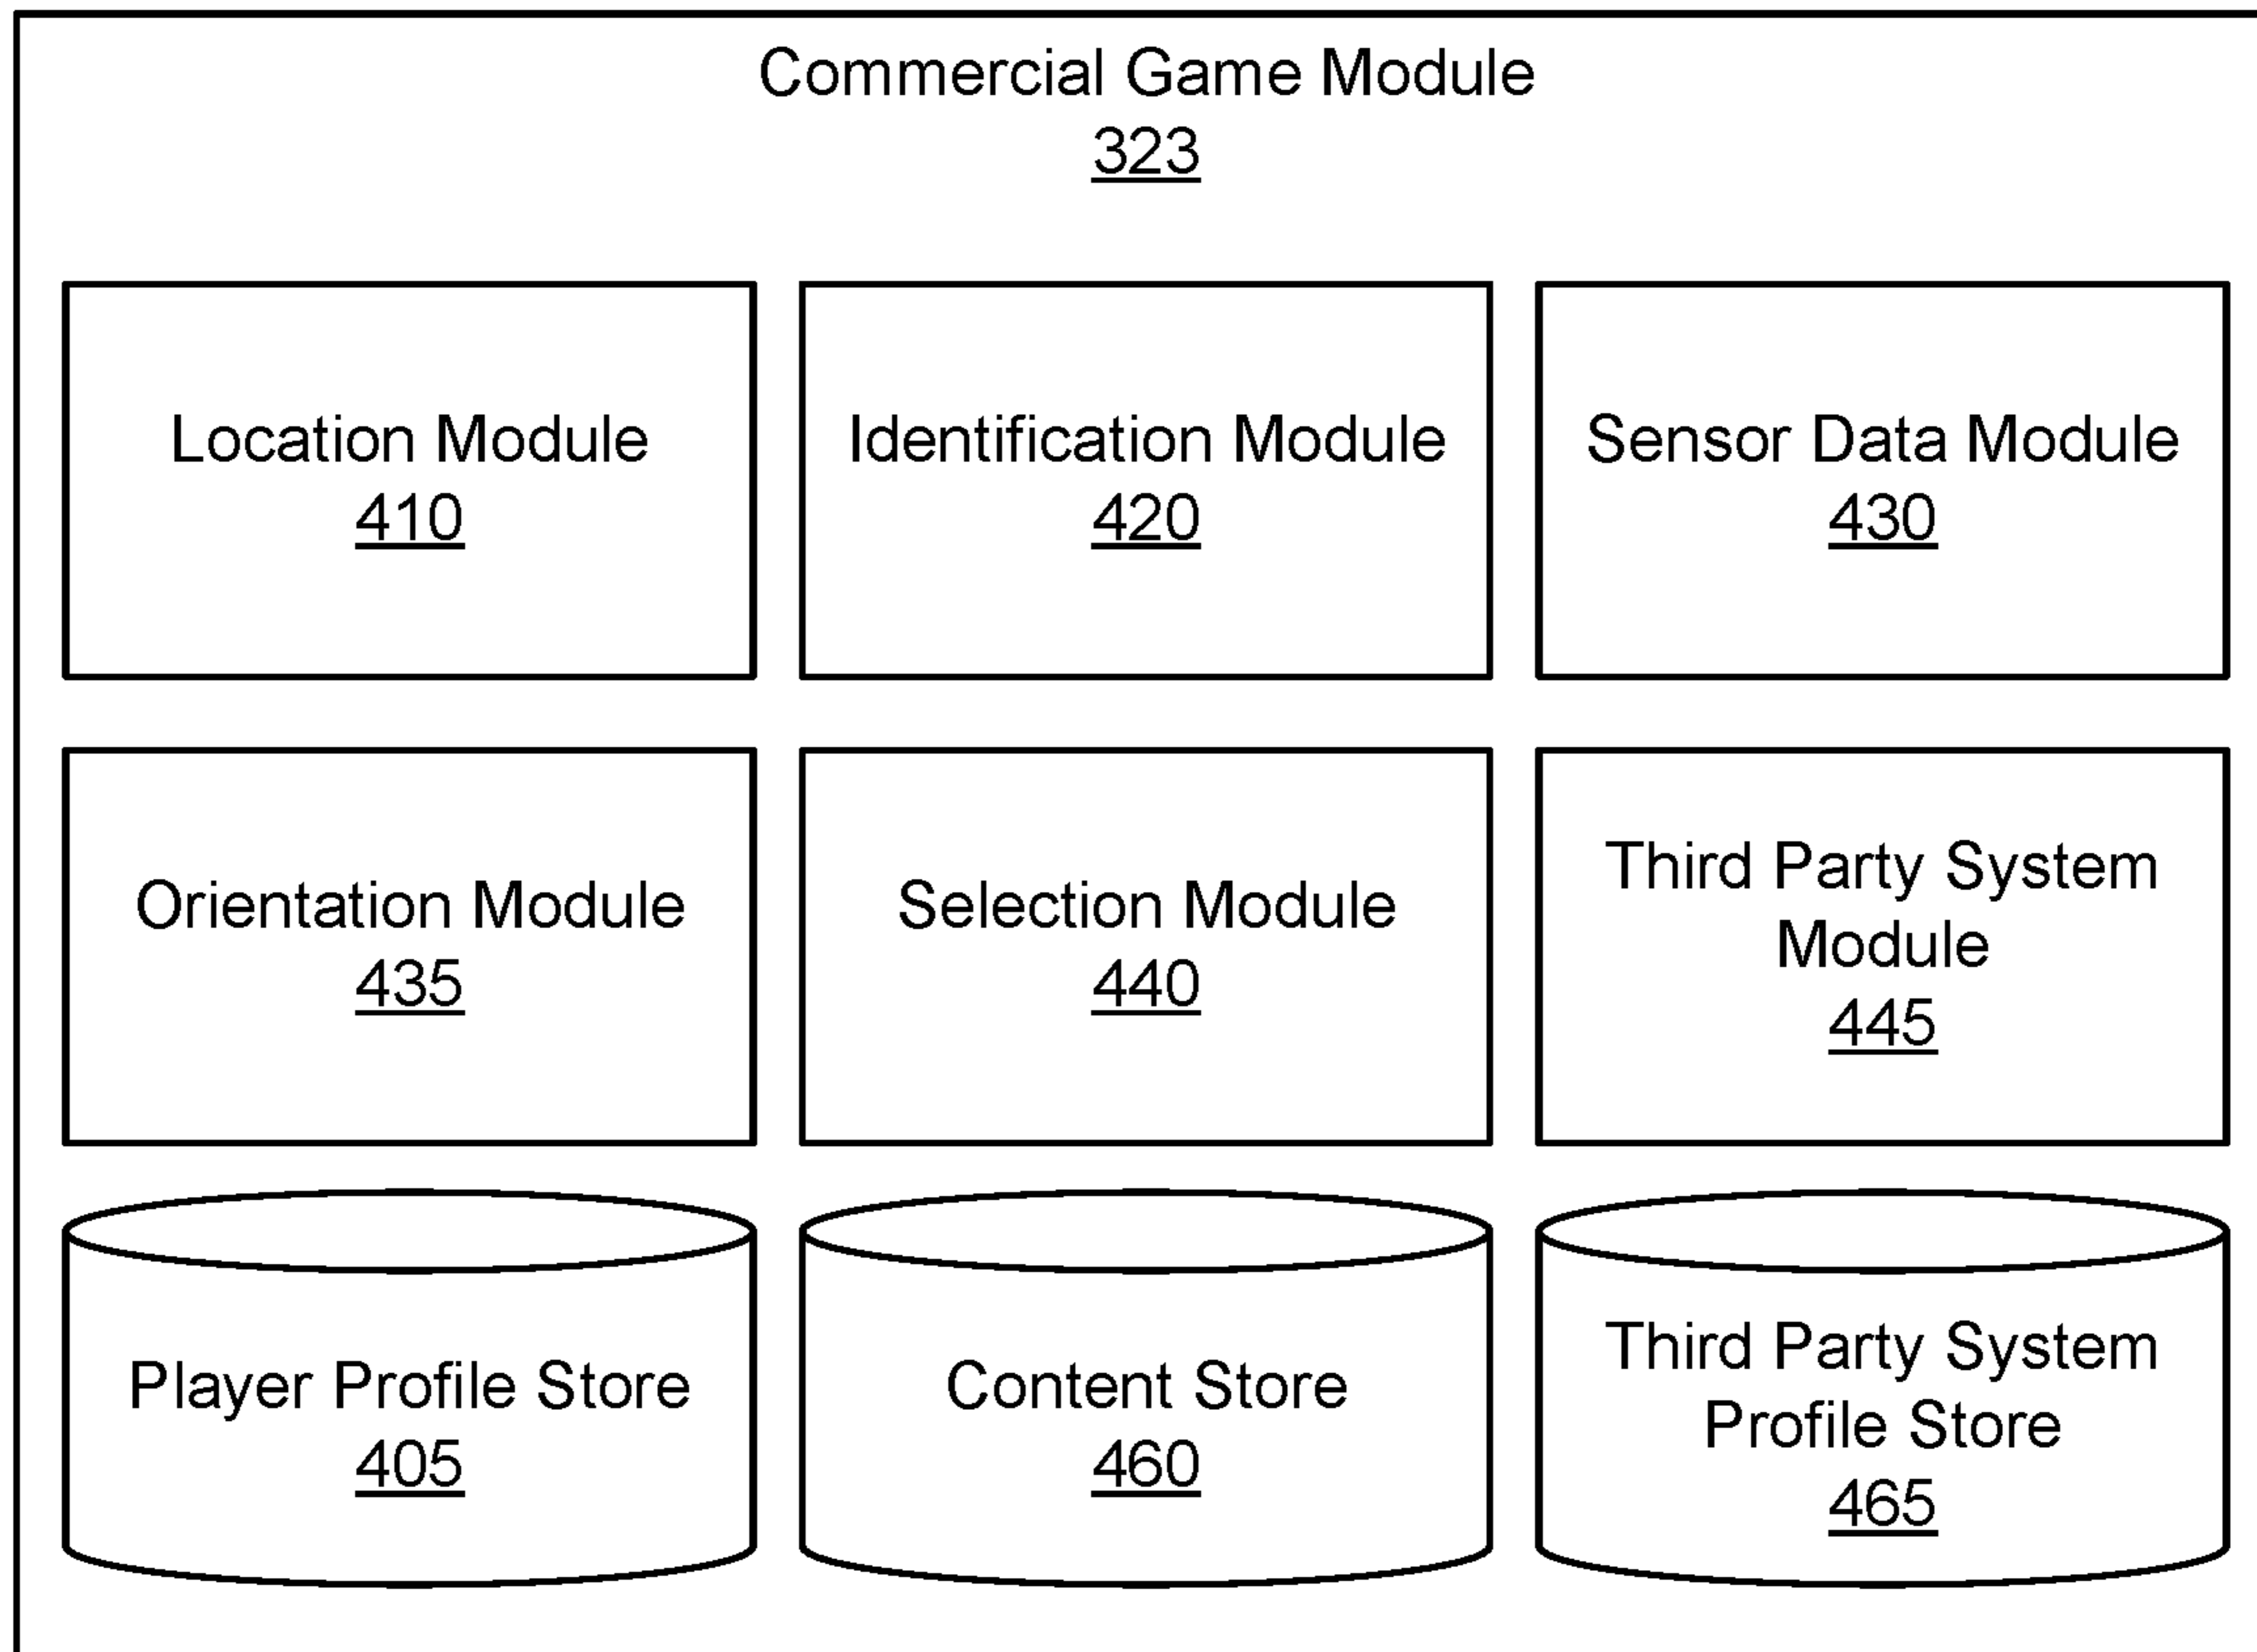 Commercial Game Module
323
Location Module
410
Identification Module
420
Sensor Data Module
430
Orientation Module
435
Selection Module
440
Third Party System
Module
445
Player Profile Store
405
Content Store
460
Third Party System
Profile Store
465